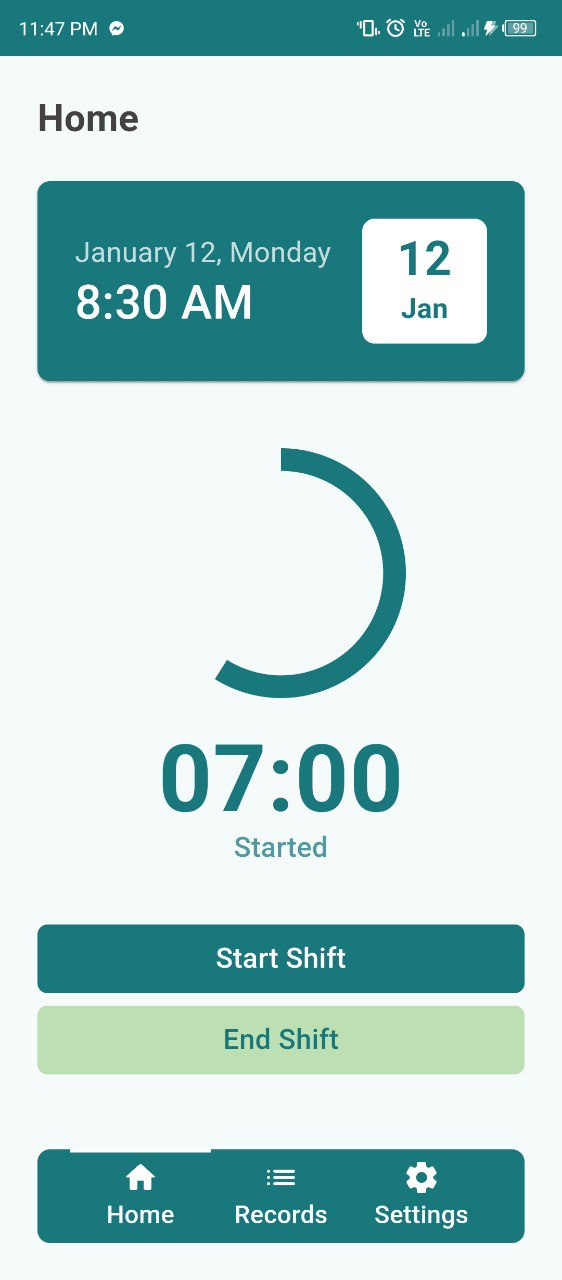 11:47 PM
Vo
LTE
99
Home
January 12, Monday
8:30 AM
12
Jan
07:00
Started
Start Shift
End Shift
Home
Records
Settings